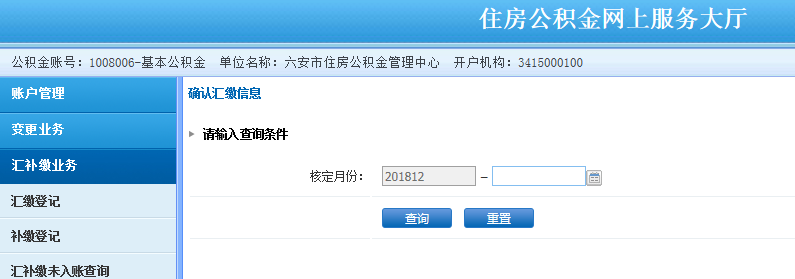 住房公积金网上服务大厅
公积金账号：1008006-基本公积金 单位名称：六安市住房公积金管理中心 开户机构：3415000100
账户管理
变更业务
汇补缴业务
汇缴登记
补缴登记
汇补缴未入账查询
确认汇缴信息
请输入查询条件
核定月份： 201812 –
查询 重置